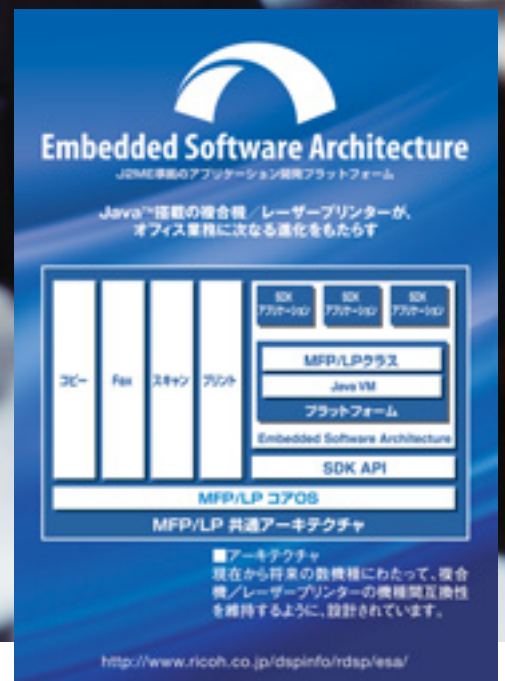 Embedded Software Architecture
J2ME準拠のアプリケーション開発プラットフォーム
Java™搭載の複合機／レーザープリンターが、
オフィス業務に次なる進化をもたらす
SDK
アプリケーション
SDK
アプリケーション
SDK
アプリケーション
コピー
Fax
スキャン
プリント
MFP/LPクラス
Java VM
プラットフォーム
Embedded Software Architecture
SDK API
MFP/LP コアOS
MFP/LP 共通アーキテクチャ
■アーキテクチャ
現在から将来の数機種にわたって、複合
機／レーザープリンターの機種間互換性
を維持するように、設計されています。
http://www.ricoh.co.jp/dspinfo/rdsp/esa/